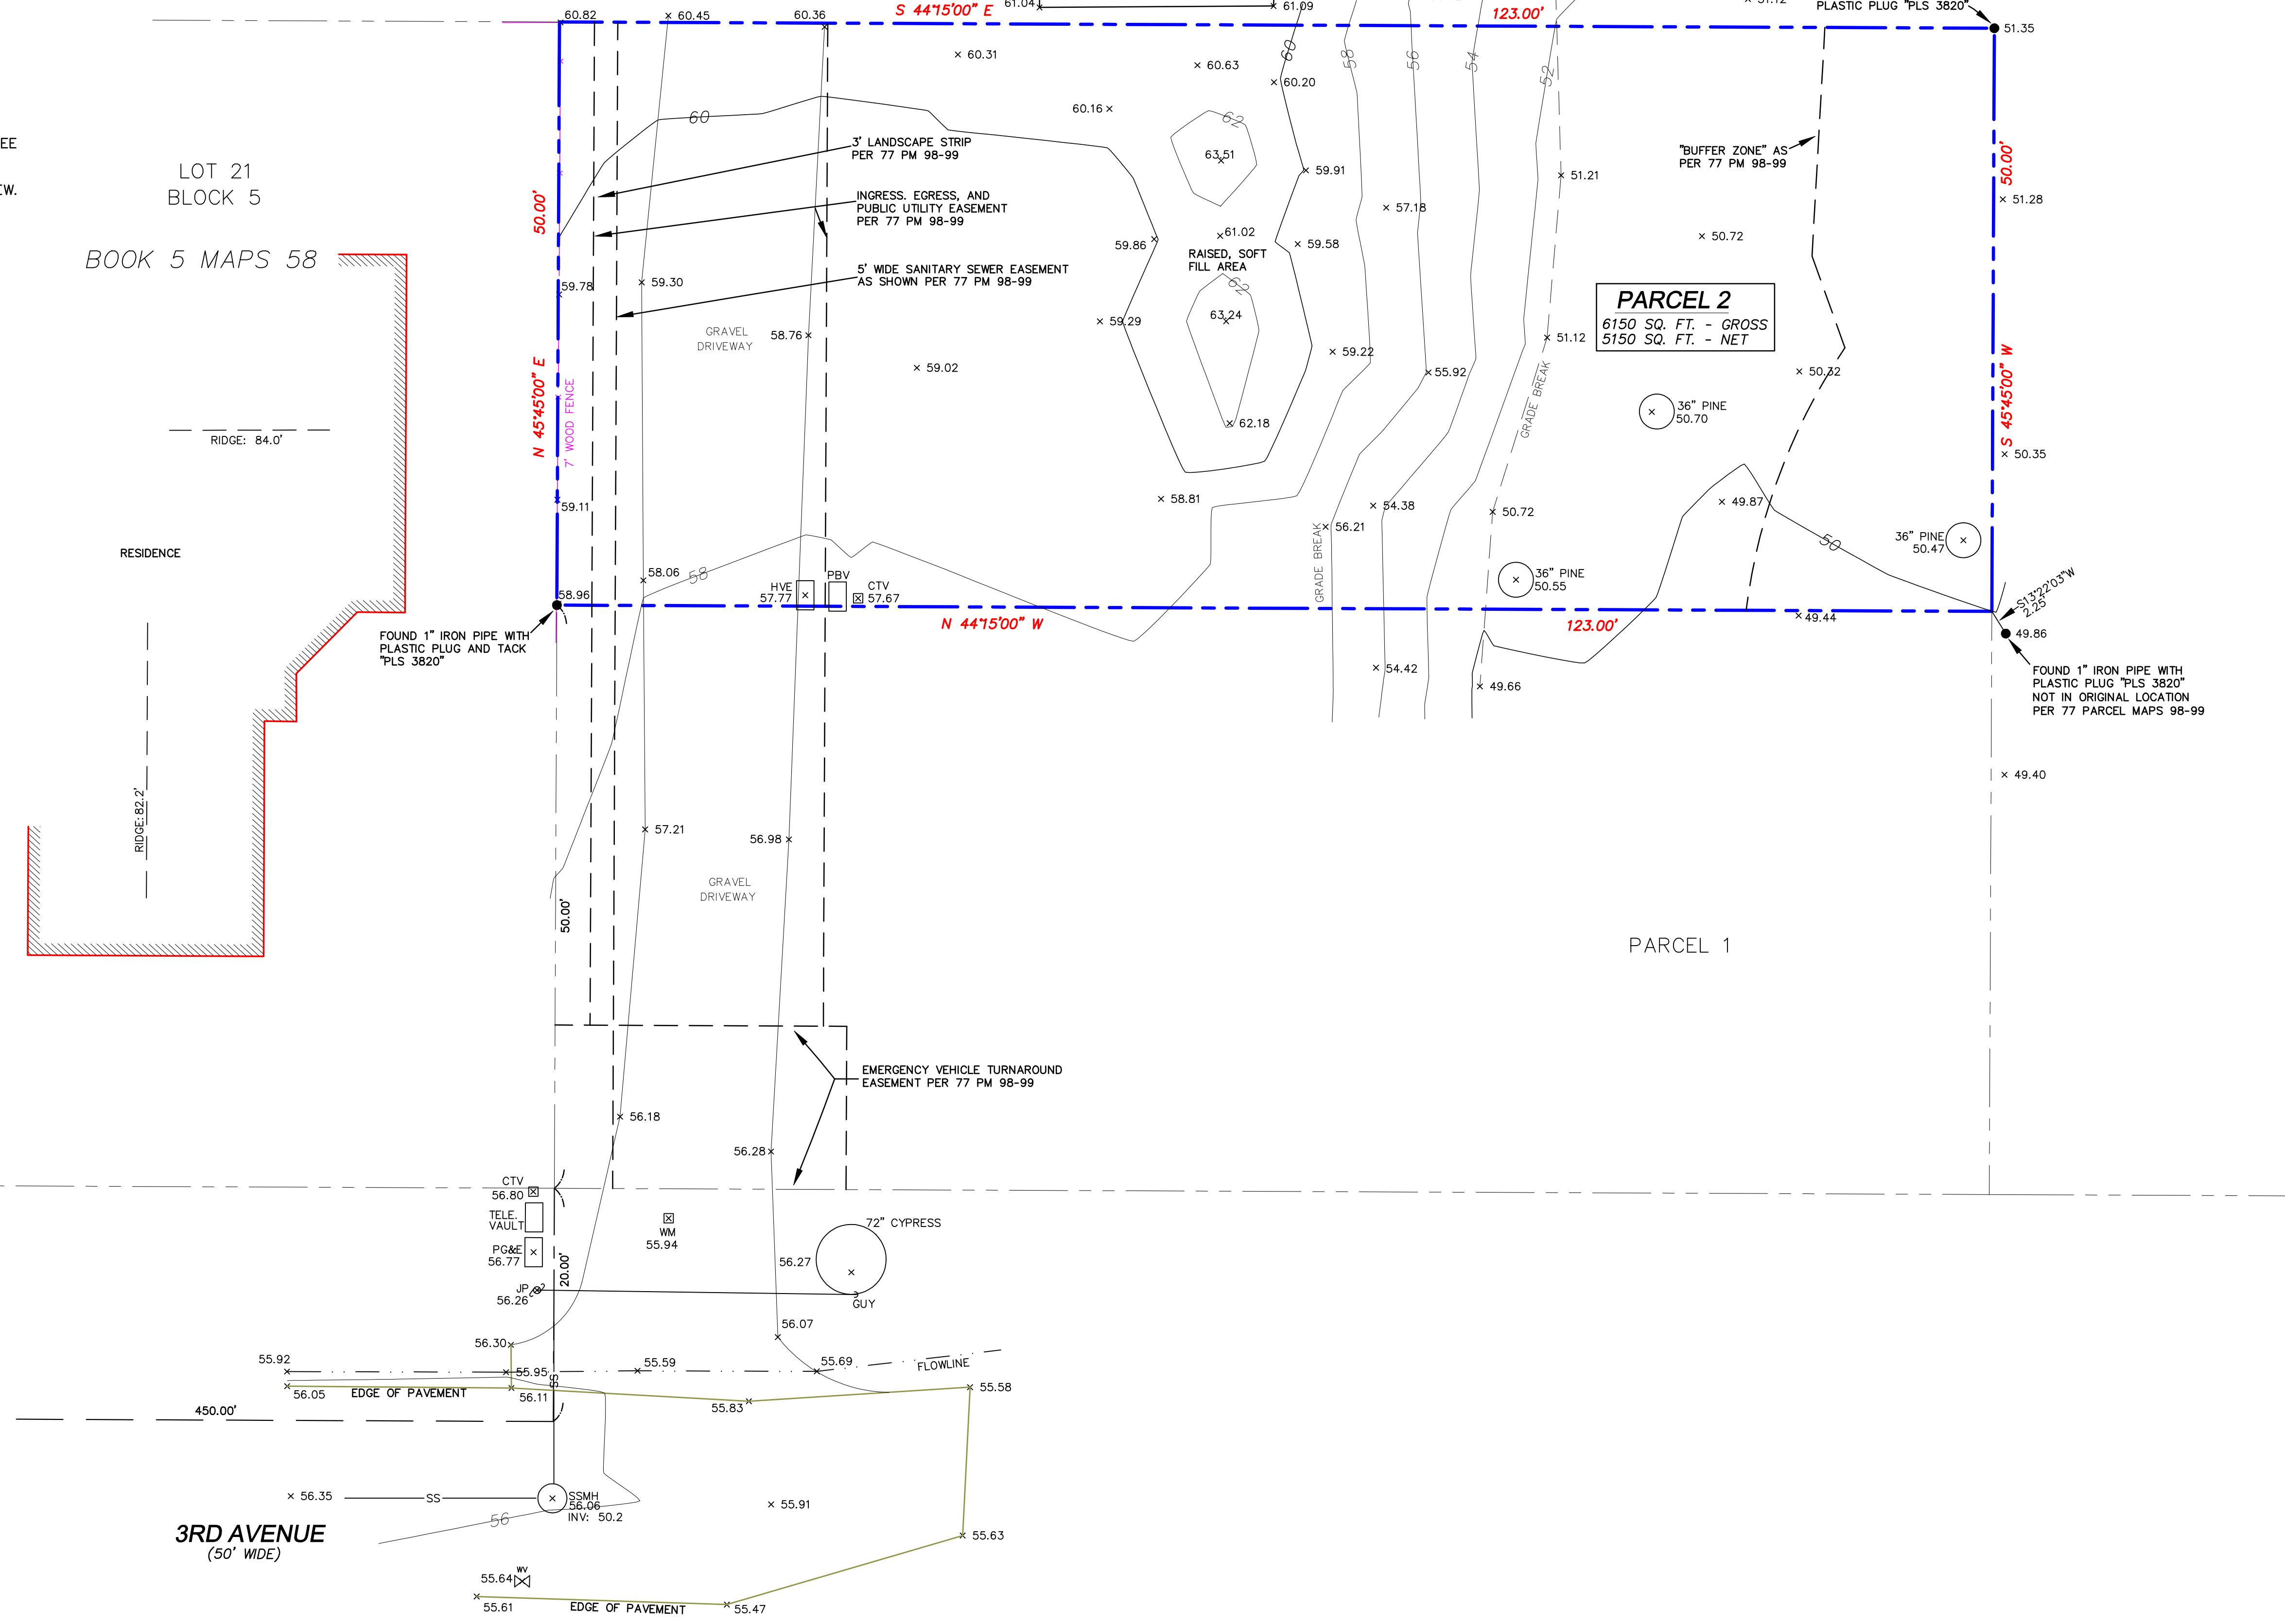 60.82
60.45
60.36
S 44°15'00" E
61.04
61.09
123.00'
PLASTIC PLUG "PLS 3820"
51.35
60.31
60.63
60.20
60
58
56
54
52
60.16
60
62
63.51
59.91
51.21
51.28
EE
EW.
LOT 21
BLOCK 5
BOOK 5 MAPS 58
50.00'
3' LANDSCAPE STRIP
PER 77 PM 98-99
INGRESS. EGRESS, AND
PUBLIC UTILITY EASEMENT
PER 77 PM 98-99
5' WIDE SANITARY SEWER EASEMENT
AS SHOWN PER 77 PM 98-99
"BUFFER ZONE" AS
PER 77 PM 98-99
50.00'
57.18
59.86
61.02
59.58
50.72
RAISED, SOFT
FILL AREA
62
63.24
59.78
59.30
58.76
GRAVEL
DRIVEWAY
59.29
59.02
59.22
55.92
51.12
PARCEL 2
6150 SQ. FT. - GROSS
5150 SQ. FT. - NET
50.32
N 45°45'00" E
7' WOOD FENCE
GRADE BREAK
S 45°45'00" W
36" PINE
50.70
RIDGE: 84.0'
62.18
50.35
59.11
58.81
54.38
56.21
50.72
49.87
50
36" PINE
50.47
RESIDENCE
58.06
58
HVE
57.77
PBV
CTV
57.67
GRADE BREAK
36" PINE
50.55
58.96
N 44°15'00" W
123.00'
49.44
S13°22'03"W
2.25'
49.86
FOUND 1" IRON PIPE WITH
PLASTIC PLUG AND TACK
"PLS 3820"
54.42
49.66
FOUND 1" IRON PIPE WITH
PLASTIC PLUG "PLS 3820"
NOT IN ORIGINAL LOCATION
PER 77 PARCEL MAPS 98-99
49.40
RIDGE: 82.2'
57.21
56.98
GRAVEL
DRIVEWAY
50.00'
PARCEL 1
EMERGENCY VEHICLE TURNAROUND
EASEMENT PER 77 PM 98-99
56.18
56.28
CTV
56.80
TELE.
VAULT
PG&E
56.77
WM
55.94
72" CYPRESS
56.27
20.00'
JP
56.26
GUY
56.30
56.07
55.92
55.95
55.59
55.69
FLOWLINE
SS
56.05
EDGE OF PAVEMENT
56.11
55.83
55.58
450.00'
56.35
SS
SSMH
56.06
INV: 50.2
55.91
56
3RD AVENUE
(50' WIDE)
55.63
WV
55.64
55.61
EDGE OF PAVEMENT
55.47